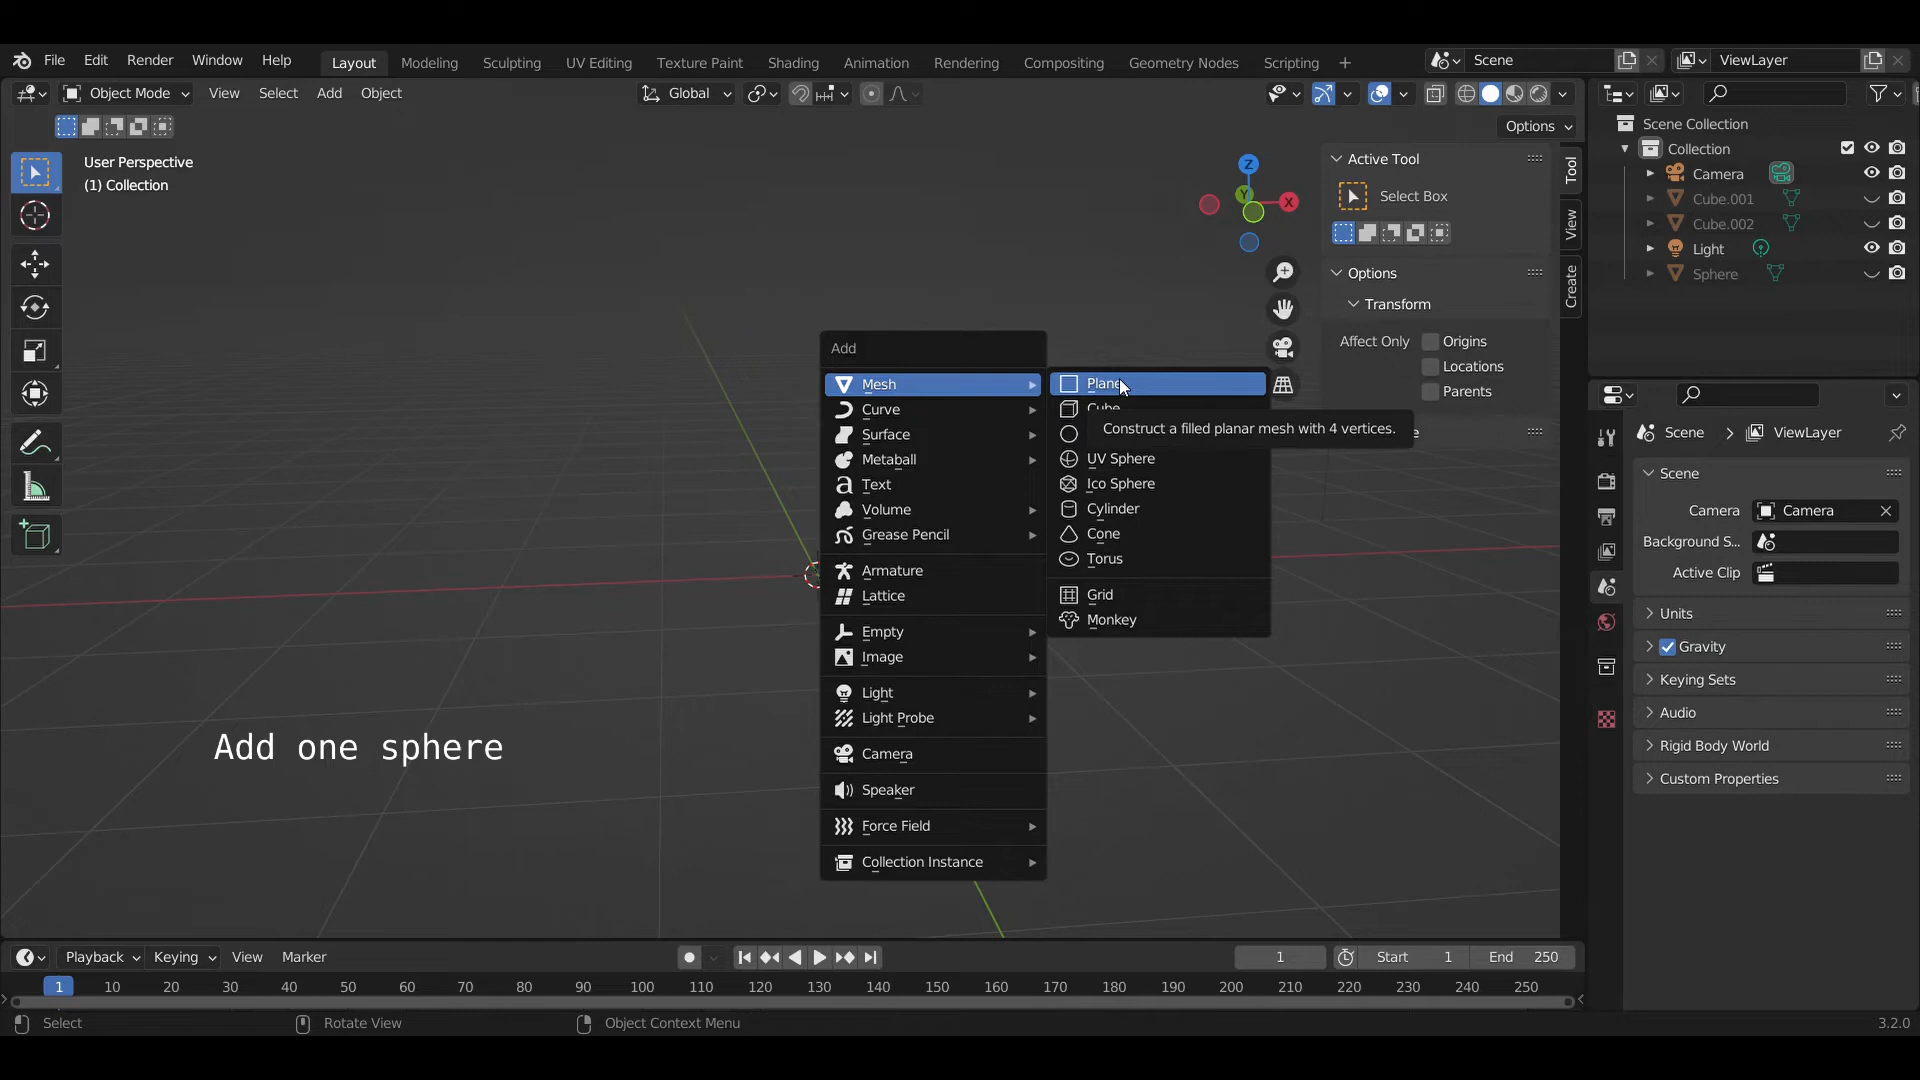 File Edit Render Window Help Layout Modeling Sculpting UV Editing Texture Paint Shading Animation Rendering Compositing Geometry Nodes Scripting + Scene ViewLayer
Object Mode View Select Add Object Global
Options
User Perspective
(1) Collection
Z
Y
X
Active Tool
Select Box
Options
Transform
Affect Only Origins
Locations
Parents
Tool
View
Create
Add
Mesh
Curve
Surface
Metaball
Text
Volume
Grease Pencil
Armature
Lattice
Empty
Image
Light
Light Probe
Camera
Speaker
Force Field
Collection Instance
Plane
Cube
Construct a filled planar mesh with 4 vertices.
UV Sphere
Ico Sphere
Cylinder
Cone
Torus
Grid
Monkey
Add one sphere
Scene Collection
Collection
Camera
Cube.001
Cube.002
Light
Sphere
Scene > ViewLayer
Scene
Camera Camera
Background S...
Active Clip
Units
Gravity
Keying Sets
Audio
Rigid Body World
Custom Properties
Playback Keying View Marker 1 Start 1 End 250
1 10 20 30 40 50 60 70 80 90 100 110 120 130 140 150 160 170 180 190 200 210 220 230 240 250
Select Rotate View Object Context Menu 3.2.0